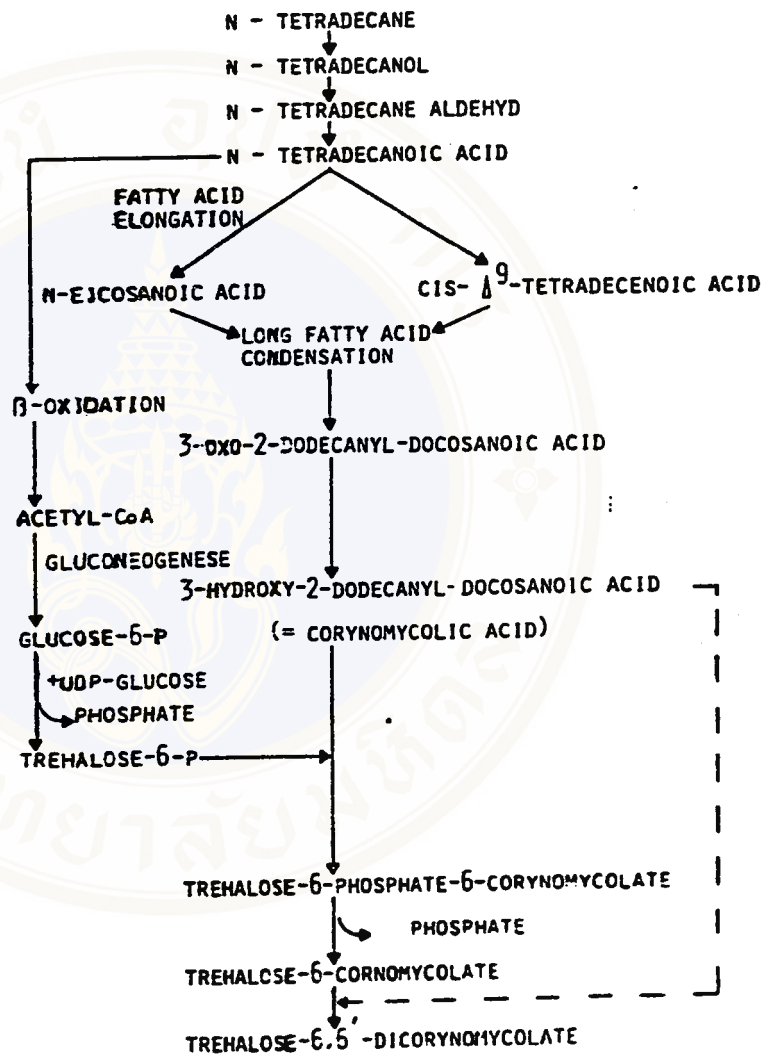 N - TETRADECANE
N - TETRADECANOL
N - TETRADECANE ALDEHYD
N - TETRADECANOIC ACID
FATTY ACID
ELONGATION
N-EICOSANOIC ACID
CIS- Δ9-TETRADECENOIC ACID
LONG FATTY ACID
CONDENSATION
β-OXIDATION
3-OXO-2-DODECANYL-DOCOSANOIC ACID
ACETYL-CoA
GLUCONEOGENESE
3-HYDROXY-2-DODECANYL-DOCOSANOIC ACID
(= CORYNOMYCOLIC ACID)
GLUCOSE-6-P
+UDP-GLUCOSE
PHOSPHATE
TREHALOSE-6-P
TREHALOSE-6-PHOSPHATE-6-CORYNOMYCOLATE
PHOSPHATE
TREHALOSE-6-CORNOMYCOLATE
TREHALOSE-6.6'-DICORYNOMYCOLATE